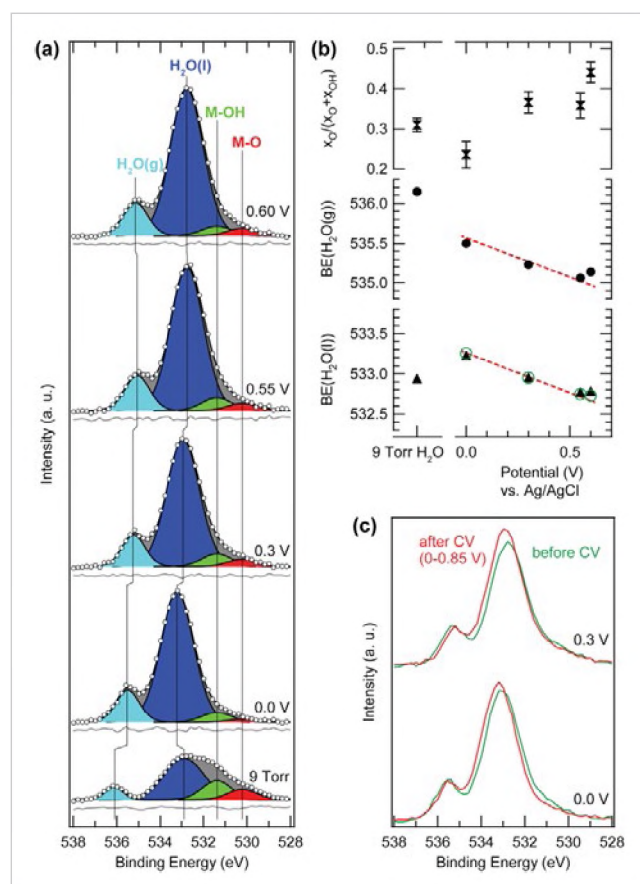 (a)
H₂O(l)
M-OH
M-O
H₂O(g)
0.60 V
0.55 V
0.3 V
0.0 V
9 Torr
Intensity (a. u.)
538 536 534 532 530 528
Binding Energy (eV)
(b)
x_O/(x_O+x_OH)
0.5
0.4
0.3
0.2
BE(H₂O(g))
536.0
535.5
535.0
BE(H₂O(l))
533.5
533.0
532.5
9 Torr H₂O 0.0 0.5
Potential (V)
vs. Ag/AgCl
(c)
after CV
(0-0.85 V)
before CV
0.3 V
0.0 V
Intensity (a. u.)
538 536 534 532 530 528
Binding Energy (eV)